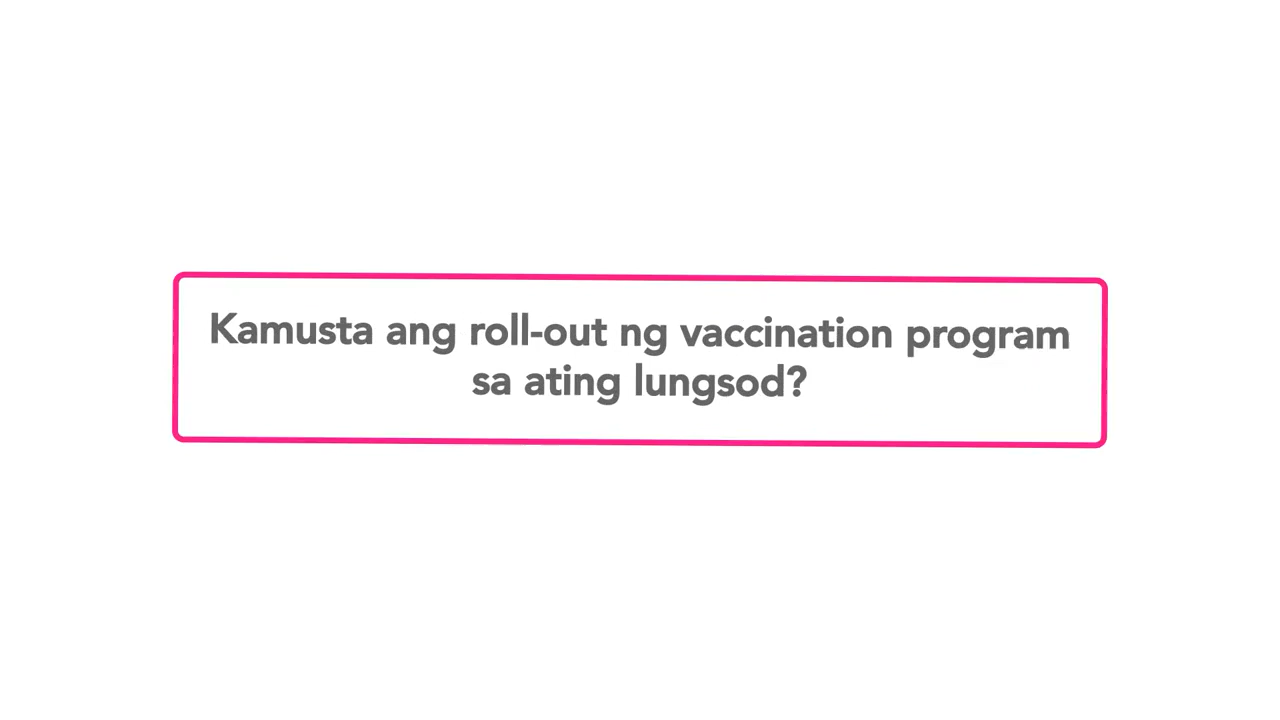 Kamusta ang roll-out ng vaccination program
sa ating lungsod?